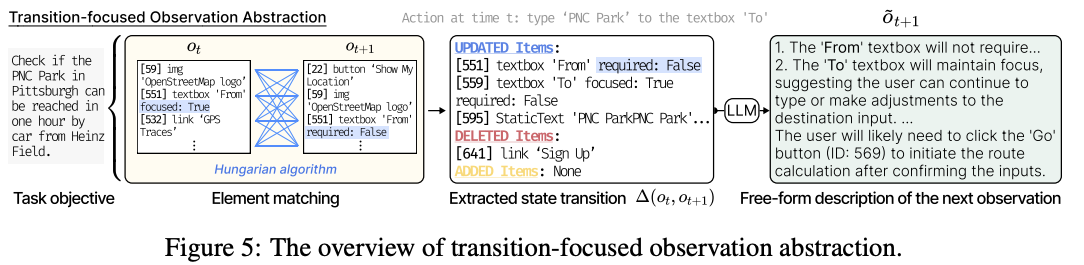 Transition-focused Observation Abstraction
Action at time t: type ‘PNC Park’ to the textbox 'To'
õₜ₊₁
Check if the
PNC Park in
Pittsburgh can
be reached in
one hour by
car from Heinz
Field.
oₜ
[59] img
'OpenStreetMap logo’
[551] textbox 'From’
focused: True
[532] link ‘GPS
Traces’
⋮
oₜ₊₁
[22] button ‘Show My
Location’
[59] img
'OpenStreetMap logo’
[551] textbox 'From’
required: False
⋮
Hungarian algorithm
UPDATED Items:
[551] textbox 'From' required: False
[559] textbox 'To' focused: True
required: False
[595] StaticText 'PNC ParkPNC Park'...
DELETED Items:
[641] link ‘Sign Up’
ADDED Items: None
LLM
1. The 'From' textbox will not require...
2. The 'To' textbox will maintain focus,
suggesting the user can continue to
type or make adjustments to the
destination input. ...
The user will likely need to click the 'Go'
button (ID: 569) to initiate the route
calculation after confirming the inputs.
Task objective
Element matching
Extracted state transition Δ(oₜ, oₜ₊₁)
Free-form description of the next observation
Figure 5: The overview of transition-focused observation abstraction.